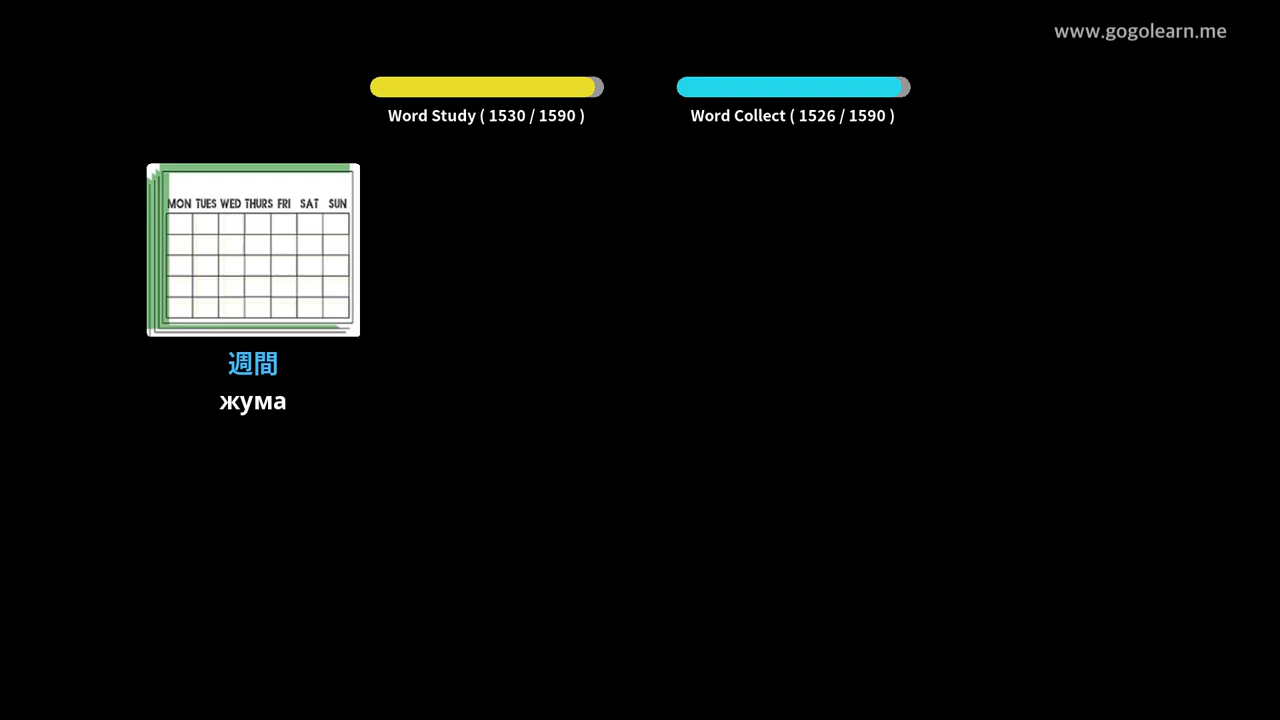 www.gogolearn.me
Word Study ( 1530 / 1590 )
Word Collect ( 1526 / 1590 )
MON TUES WED THURS FRI SAT SUN
週間
жума